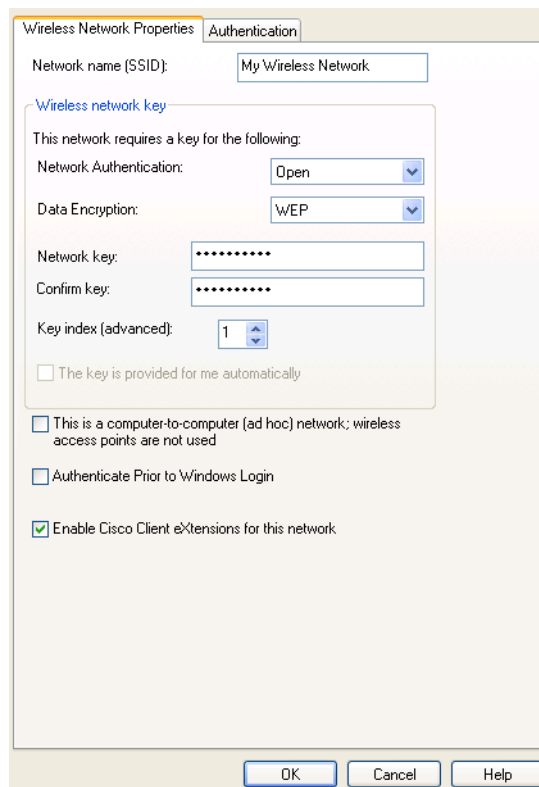 Wireless Network Properties
Authentication
Network name (SSID):
My Wireless Network
Wireless network key
This network requires a key for the following:
Network Authentication:
Open
Data Encryption:
WEP
Network key:
••••••••••
Confirm key:
••••••••••
Key index (advanced):
1
The key is provided for me automatically
This is a computer-to-computer (ad hoc) network; wireless
access points are not used
Authenticate Prior to Windows Login
Enable Cisco Client eXtensions for this network
OK
Cancel
Help